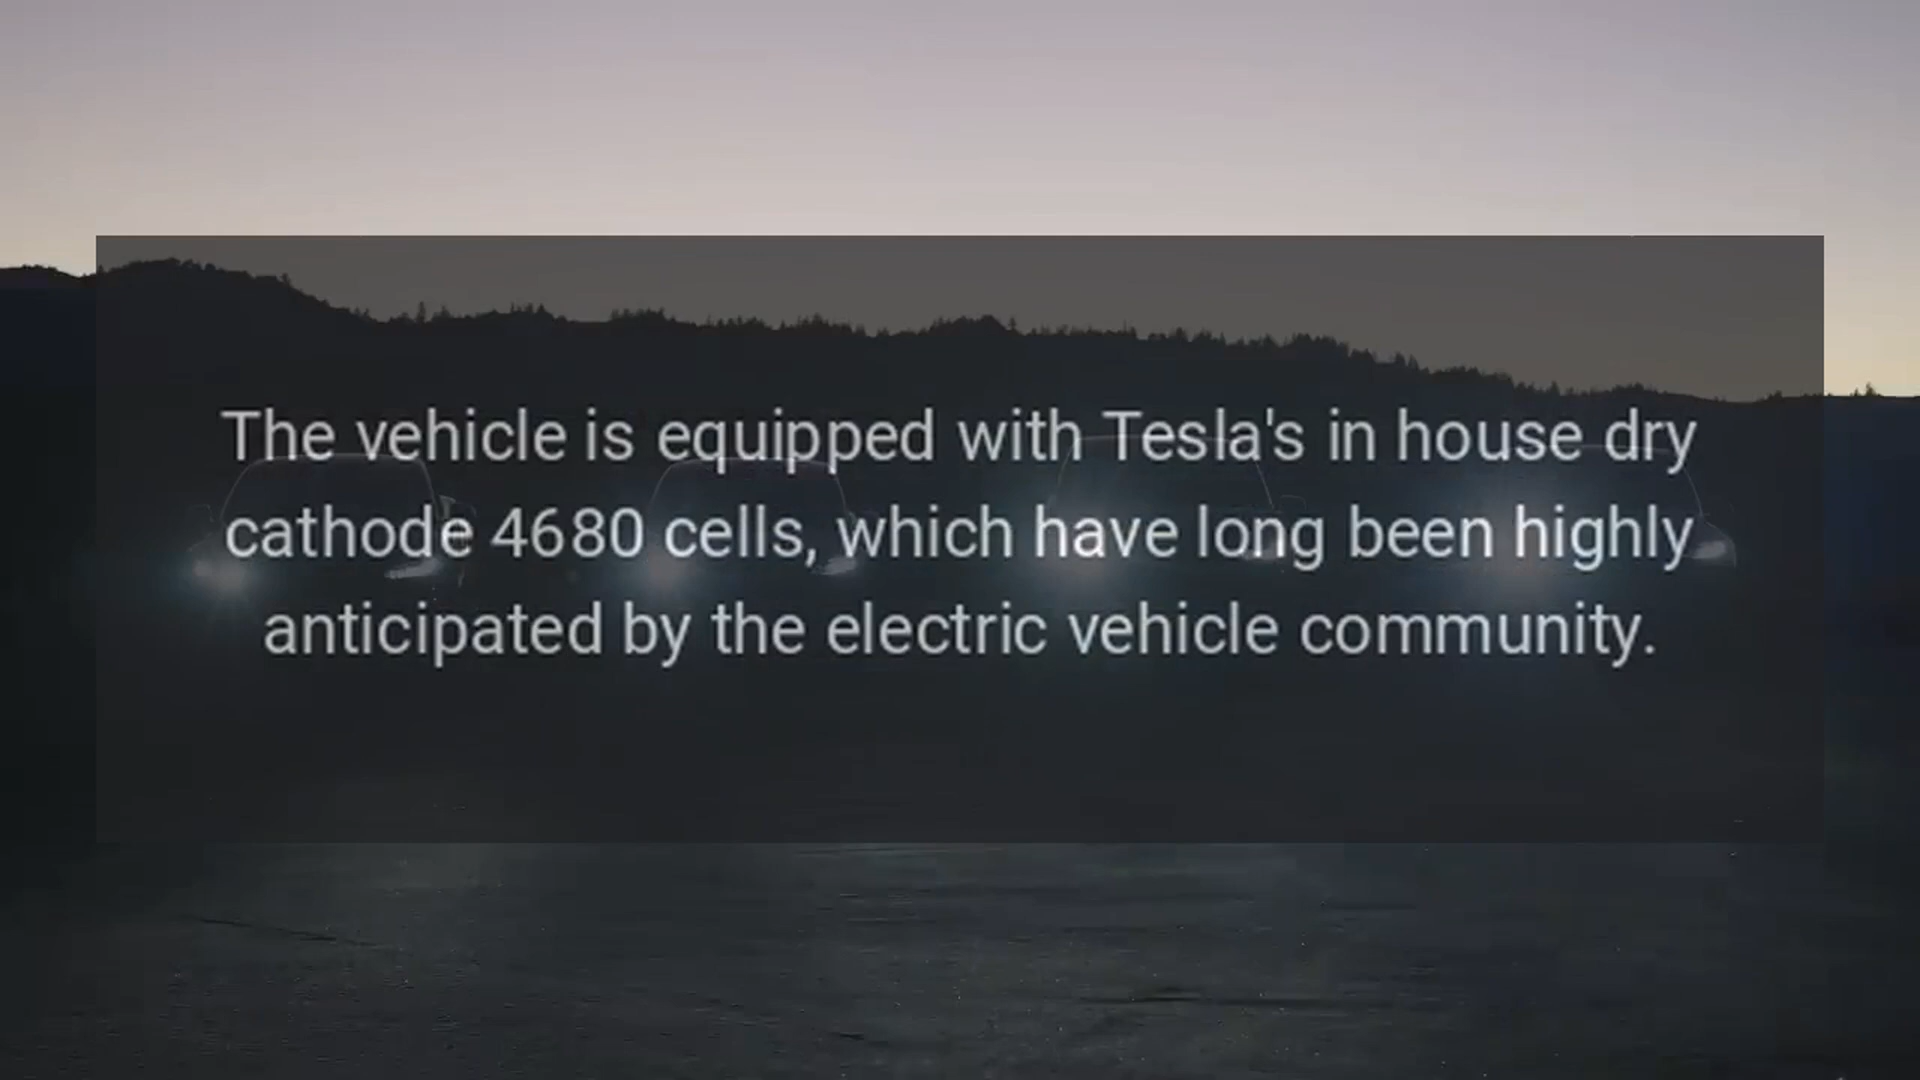 The vehicle is equipped with Tesla's in house dry
cathode 4680 cells, which have long been highly
anticipated by the electric vehicle community.